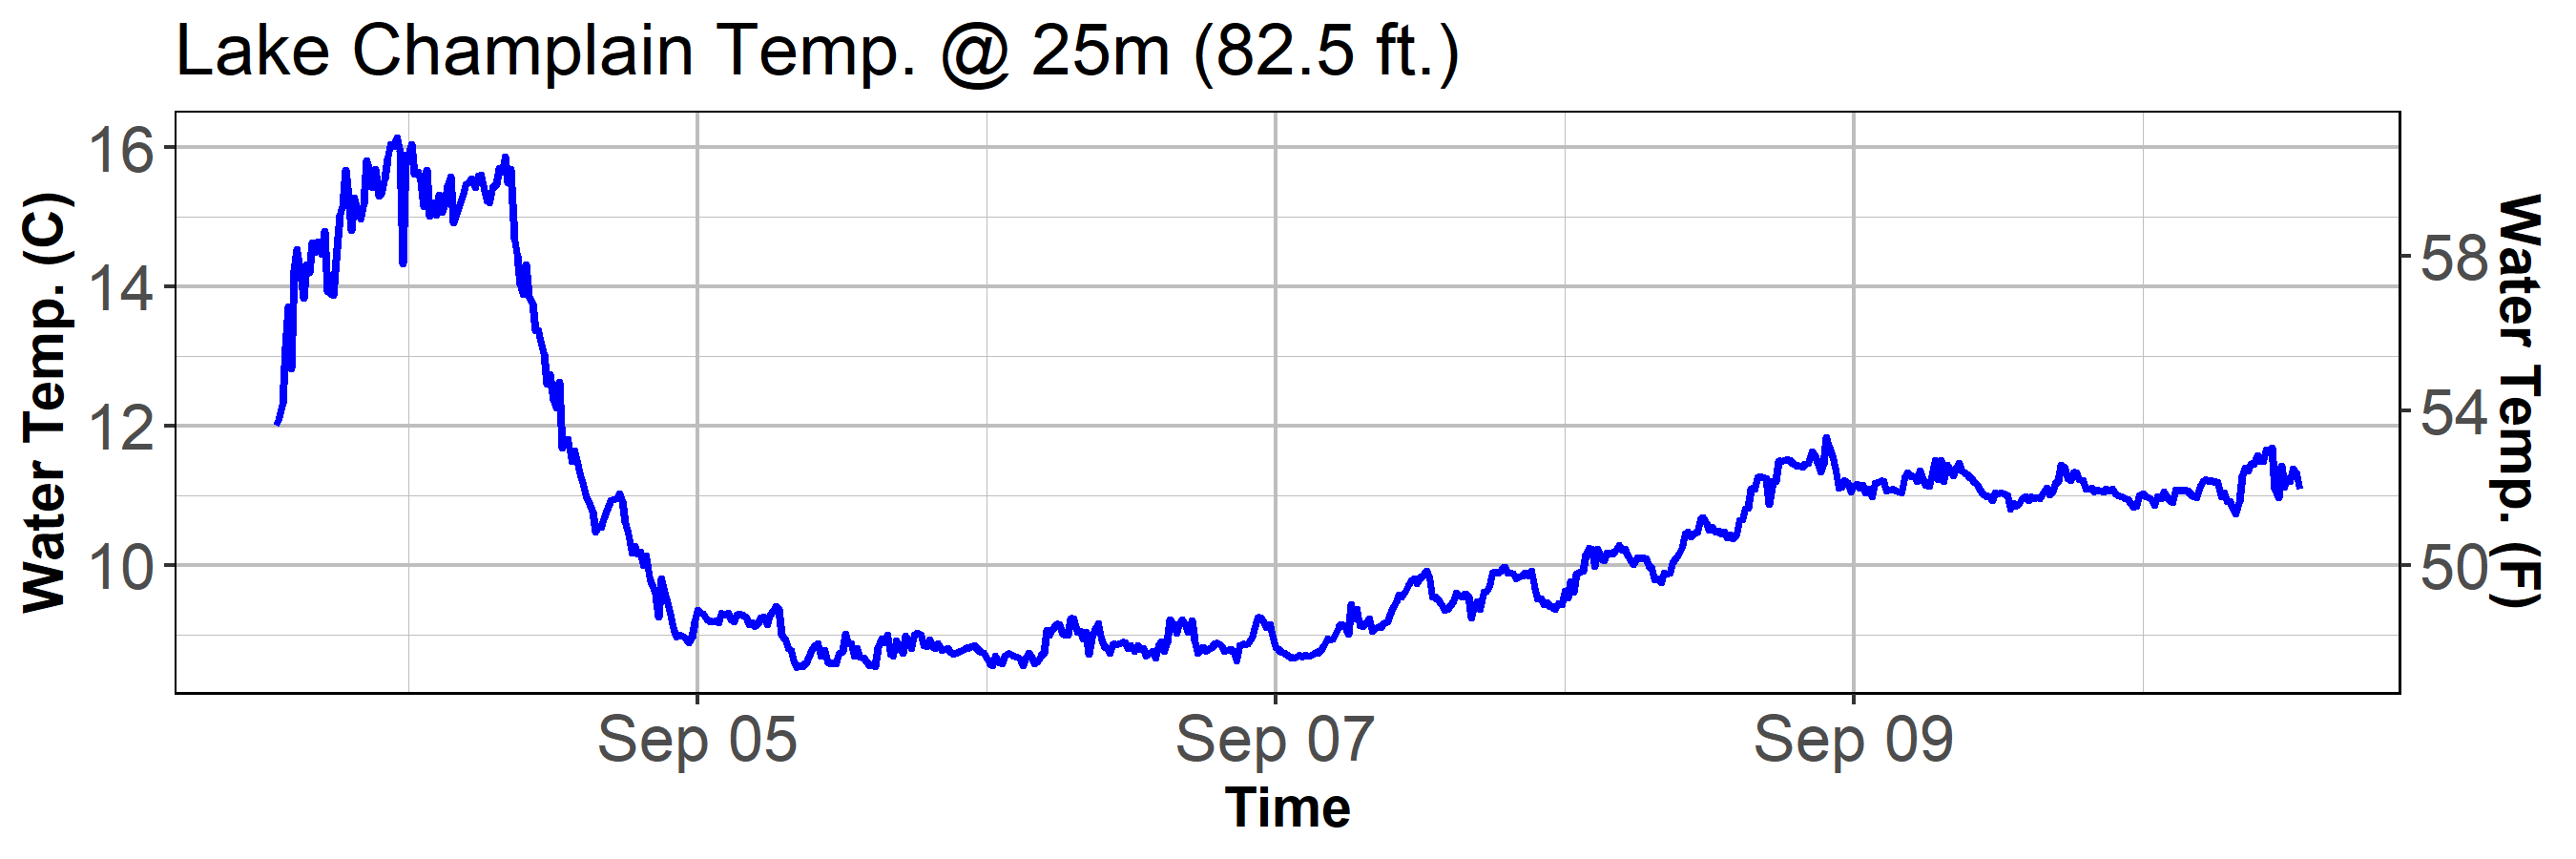 Lake Champlain Temp. @ 25m (82.5 ft.)
Water Temp. (C)
16
14
12
10
58
54
50
Water Temp. (F)
Sep 05
Sep 07
Sep 09
Time